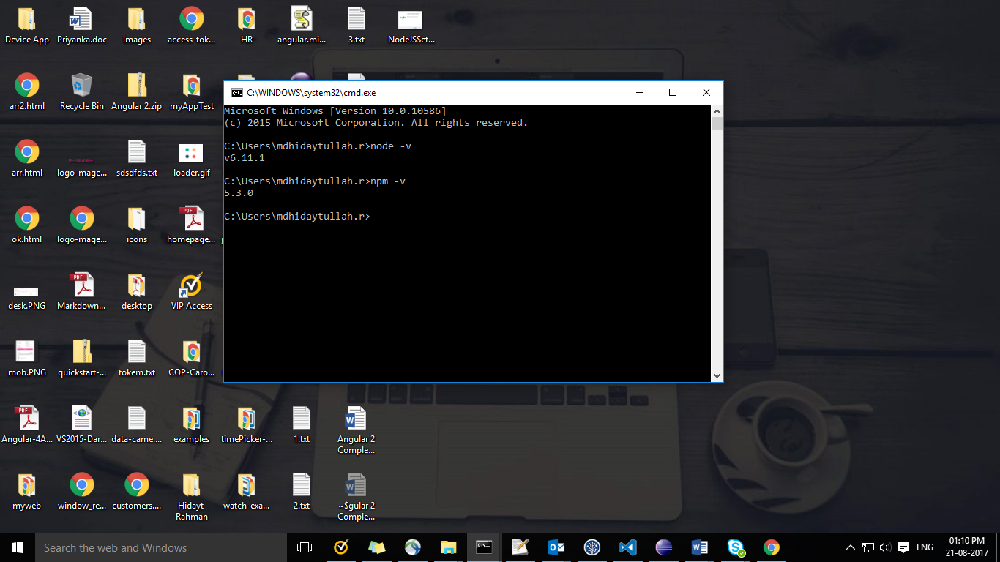 Device App
Priyanka.doc
Images
access-tok...
HR
angular.mi...
3.txt
NodeJSSet...
arr2.html
Recycle Bin
Angular 2.zip
myAppTest
arr.html
logo-mage...
sdsdfds.txt
loader.gif
ok.html
logo-mage...
icons
homepage...
desk.PNG
Markdown...
desktop
VIP Access
mob.PNG
quickstart-...
tokem.txt
COP-Caro...
Angular-4A...
VS2015-Dar...
data-came....
examples
timePicker-...
1.txt
Angular 2
Comple...
myweb
window_re...
customers....
Hidayt
Rahman
watch-exa...
2.txt
~$gular 2
Comple...
C:\WINDOWS\system32\cmd.exe
Microsoft Windows [Version 10.0.10586]
(c) 2015 Microsoft Corporation. All rights reserved.
C:\Users\mdhidaytullah.r>node -v
v6.11.1
C:\Users\mdhidaytullah.r>npm -v
5.3.0
C:\Users\mdhidaytullah.r>
Search the web and Windows
ENG
01:10 PM
21-08-2017